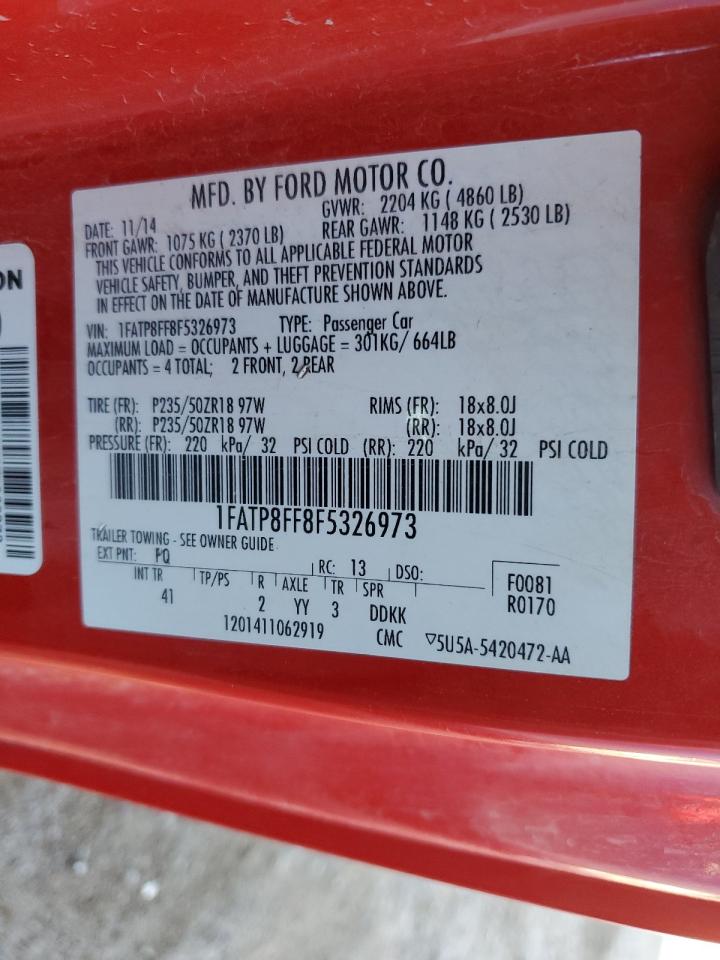 MFD. BY FORD MOTOR CO.
DATE: 11/14 GVWR: 2204 KG ( 4860 LB)
FRONT GAWR: 1075 KG ( 2370 LB) REAR GAWR: 1148 KG ( 2530 LB)
THIS VEHICLE CONFORMS TO ALL APPLICABLE FEDERAL MOTOR
VEHICLE SAFETY, BUMPER, AND THEFT PREVENTION STANDARDS
IN EFFECT ON THE DATE OF MANUFACTURE SHOWN ABOVE.
VIN: 1FATP8FF8F5326973 TYPE: Passenger Car
MAXIMUM LOAD = OCCUPANTS + LUGGAGE = 301KG/ 664LB
OCCUPANTS = 4 TOTAL; 2 FRONT, 2 REAR
TIRE (FR): P235/50ZR18 97W RIMS (FR): 18x8.0J
(RR): P235/50ZR18 97W (RR): 18x8.0J
PRESSURE (FR): 220 kPa/ 32 PSI COLD (RR): 220 kPa/ 32 PSI COLD
1FATP8FF8F5326973
TRAILER TOWING - SEE OWNER GUIDE
EXT PNT: PQ RC: 13 DSO: F0081
INT TR TP/PS R AXLE TR SPR R0170
41 2 YY 3 DDKK
1201411062919 CMC ▽5U5A-5420472-AA
ON